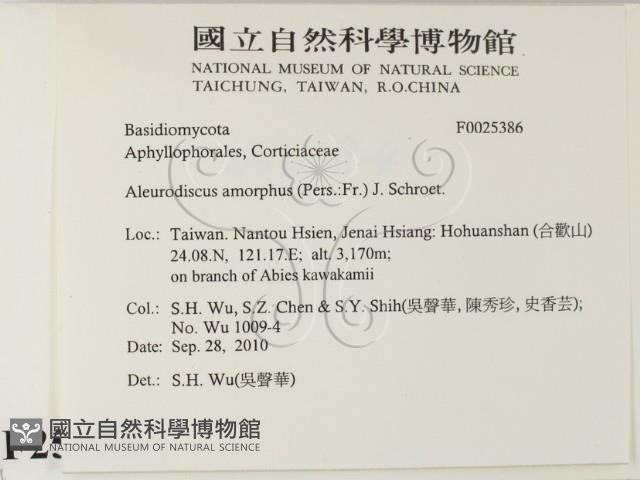 國立自然科學博物館
NATIONAL MUSEUM OF NATURAL SCIENCE
TAICHUNG, TAIWAN, R.O.CHINA
Basidiomycota F0025386
Aphyllophorales, Corticiaceae
Aleurodiscus amorphus (Pers.:Fr.) J. Schroet.
Loc.: Taiwan. Nantou Hsien, Jenai Hsiang: Hohuanshan (合歡山)
24.08.N, 121.17.E; alt. 3,170m;
on branch of Abies kawakamii
Col.: S.H. Wu, S.Z. Chen & S.Y. Shih(吳聲華, 陳秀珍, 史香芸);
No. Wu 1009-4
Date: Sep. 28, 2010
Det.: S.H. Wu(吳聲華)
國立自然科學博物館
NATIONAL MUSEUM OF NATURAL SCIENCE